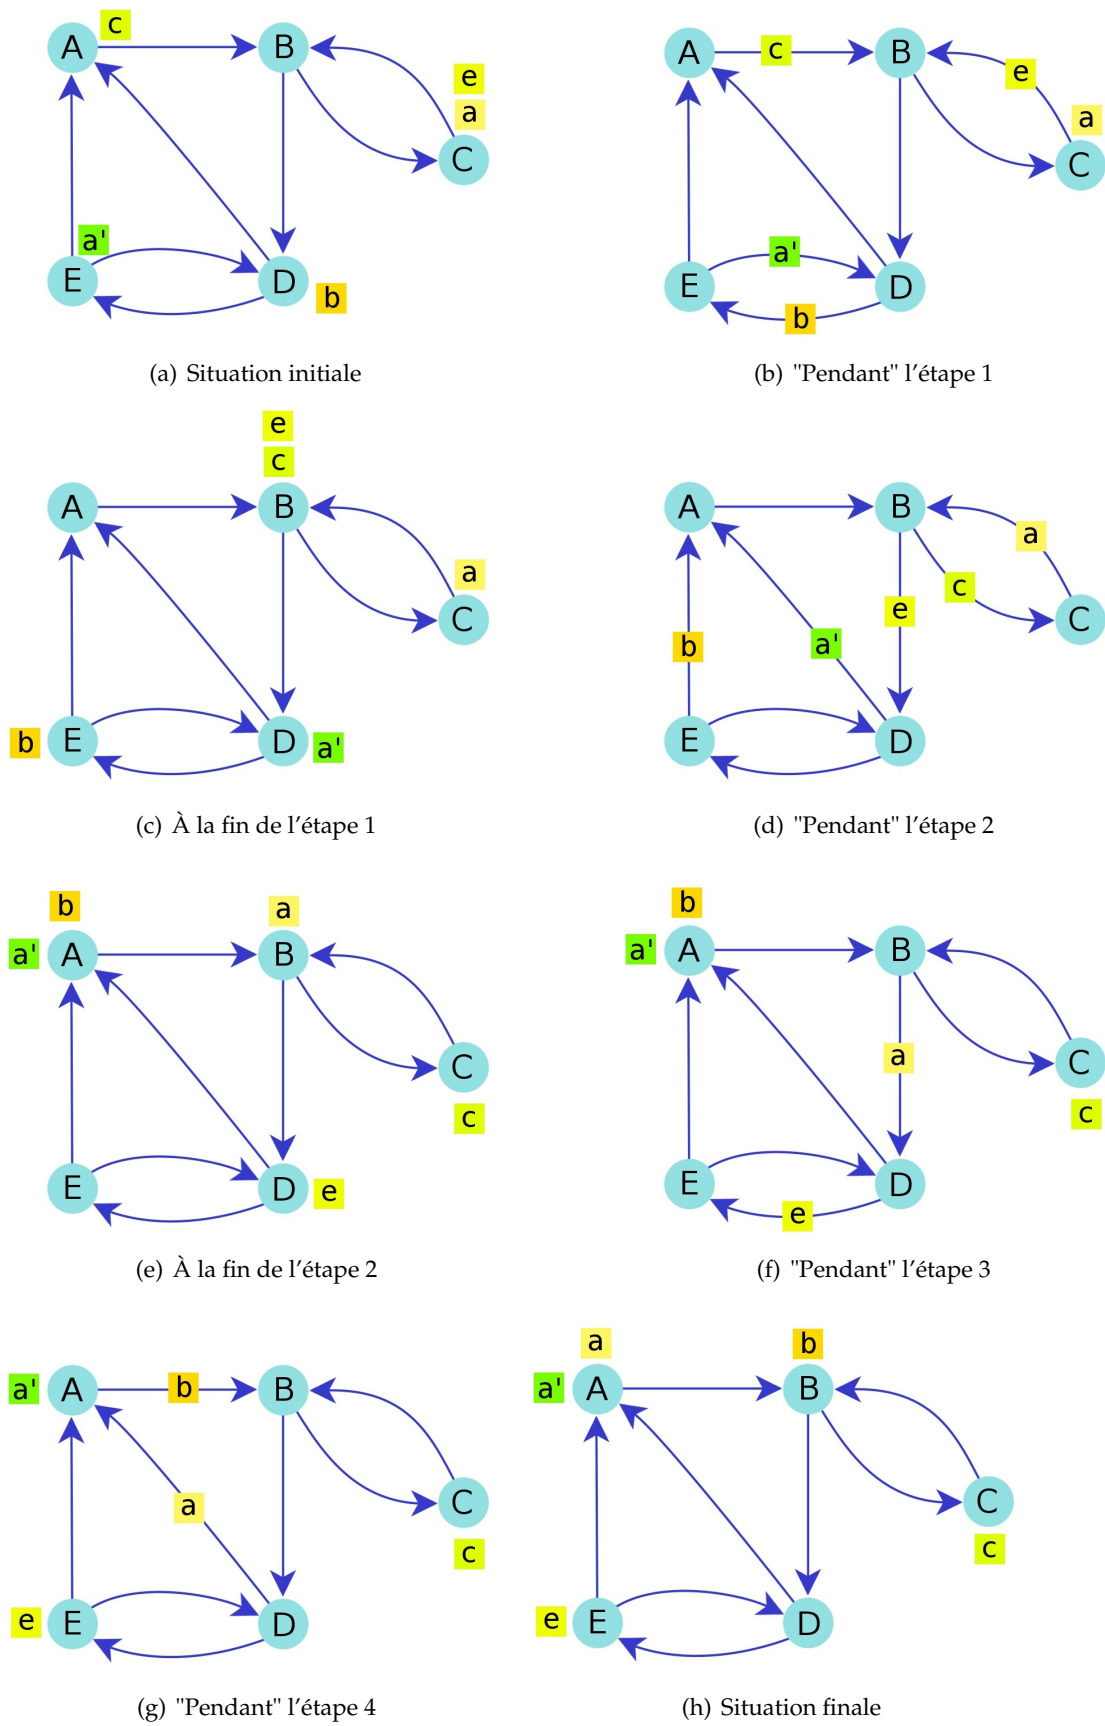 c
A B
e
a
C
a'
E D
b
(a) Situation initiale
A c B
e
a
C
a'
E D
b
(b) "Pendant" l'étape 1
e
c
A B
a
C
b E D a'
(c) À la fin de l'étape 1
A B
a
c
e
C
b a'
E D
(d) "Pendant" l'étape 2
b a
a' A B
C
c
E D e
(e) À la fin de l'étape 2
b
a' A B
a
C
c
E D
e
(f) "Pendant" l'étape 3
a' A b B
C
a
c
e E D
(g) "Pendant" l'étape 4
a b
a' A B
C
c
e E D
(h) Situation finale